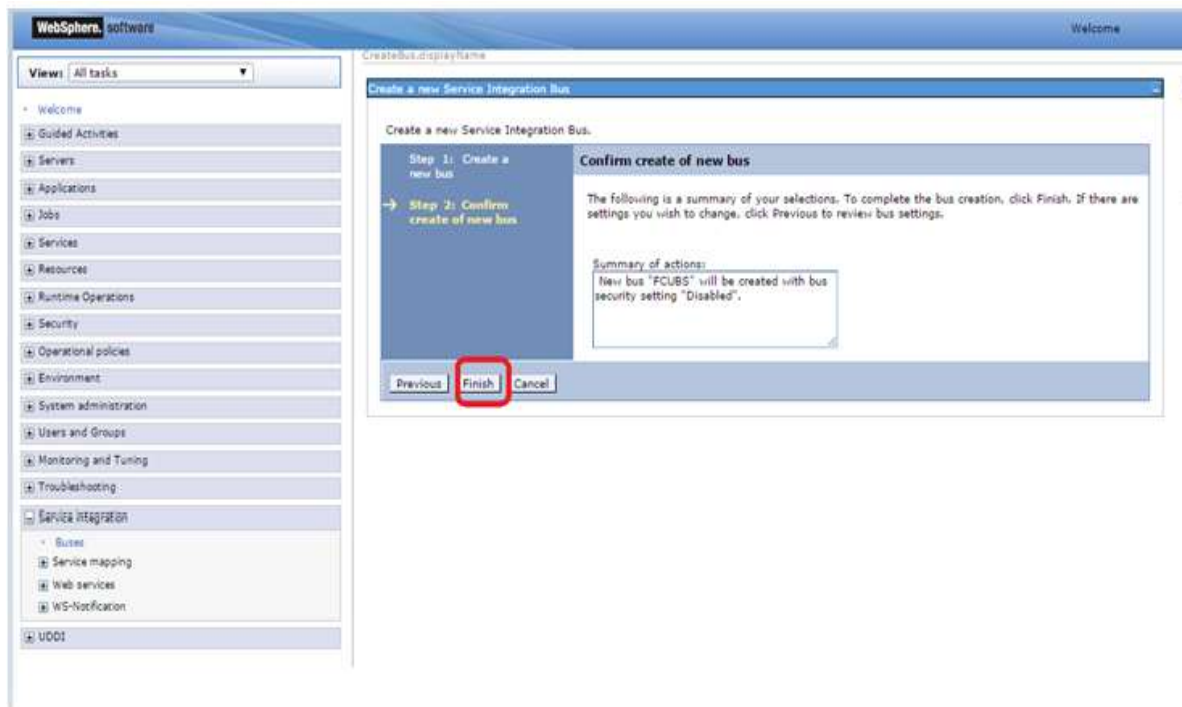 WebSphere. software
Welcome
View: All tasks
Welcome
Guided Activities
Servers
Applications
Jobs
Services
Resources
Runtime Operations
Security
Operational policies
Environment
System administration
Users and Groups
Monitoring and Tuning
Troubleshooting
Service integration
Buses
Service mapping
Web services
WS-Notification
UDDI
CreateBus.displayName
Create a new Service Integration Bus
Create a new Service Integration Bus.
Step 1: Create a
new bus
Step 2: Confirm
create of new bus
Confirm create of new bus
The following is a summary of your selections. To complete the bus creation, click Finish. If there are
settings you wish to change, click Previous to review bus settings.
Summary of actions:
New bus "FCUBS" will be created with bus
security setting "Disabled".
Previous Finish Cancel